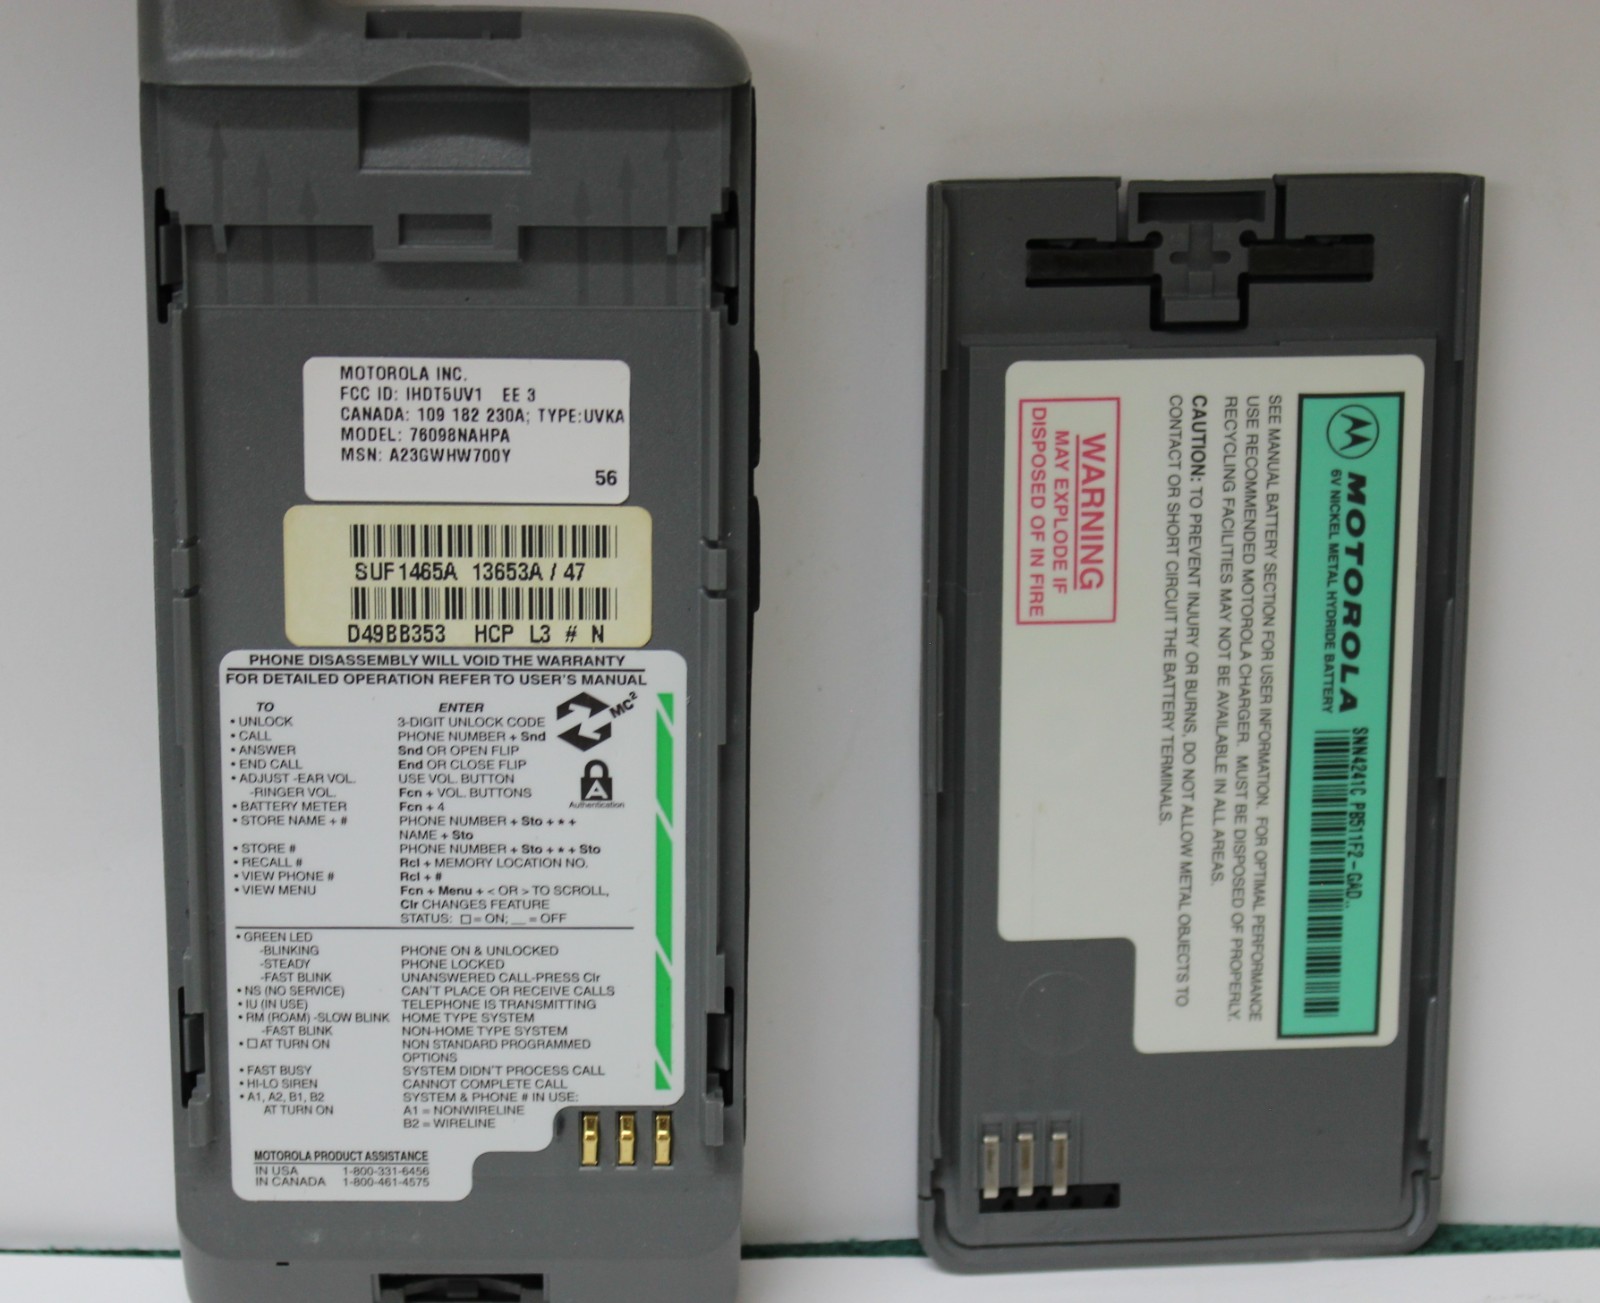 MOTOROLA INC.
FCC ID: IHDT5UV1 EE 3
CANADA: 109 182 230A; TYPE:UVKA
MODEL: 76098NAHPA
MSN: A23GWHW700Y
56
SUF1465A 13653A / 47
D49BB353 HCP L3 # N
PHONE DISASSEMBLY WILL VOID THE WARRANTY
FOR DETAILED OPERATION REFER TO USER'S MANUAL
TO ENTER
• UNLOCK 3-DIGIT UNLOCK CODE
• CALL PHONE NUMBER + Snd
• ANSWER Snd OR OPEN FLIP
• END CALL End OR CLOSE FLIP
• ADJUST -EAR VOL. USE VOL. BUTTON
-RINGER VOL. Fcn + VOL. BUTTONS
• BATTERY METER Fcn + 4
• STORE NAME + # PHONE NUMBER + Sto + * +
NAME + Sto
• STORE # PHONE NUMBER + Sto + * + Sto
• RECALL # Rcl + MEMORY LOCATION NO.
• VIEW PHONE # Rcl + #
• VIEW MENU Fcn + Menu + < OR > TO SCROLL,
Clr CHANGES FEATURE
STATUS: □ = ON; __ = OFF
MC²
A
Authentication
• GREEN LED
-BLINKING PHONE ON & UNLOCKED
-STEADY PHONE LOCKED
-FAST BLINK UNANSWERED CALL-PRESS Clr
• NS (NO SERVICE) CAN'T PLACE OR RECEIVE CALLS
• IU (IN USE) TELEPHONE IS TRANSMITTING
• RM (ROAM) -SLOW BLINK HOME TYPE SYSTEM
-FAST BLINK NON-HOME TYPE SYSTEM
• □ AT TURN ON NON STANDARD PROGRAMMED
OPTIONS
• FAST BUSY SYSTEM DIDN'T PROCESS CALL
• HI-LO SIREN CANNOT COMPLETE CALL
• A1, A2, B1, B2 SYSTEM & PHONE # IN USE:
AT TURN ON A1 = NONWIRELINE
B2 = WIRELINE
MOTOROLA PRODUCT ASSISTANCE
IN USA 1-800-331-6456
IN CANADA 1-800-461-4575
MOTOROLA SNN4241C PB511F2-GAD..
6V NICKEL METAL HYDRIDE BATTERY
SEE MANUAL BATTERY SECTION FOR USER INFORMATION. FOR OPTIMAL PERFORMANCE
USE RECOMMENDED MOTOROLA CHARGER. MUST BE DISPOSED OF PROPERLY.
RECYCLING FACILITIES MAY NOT BE AVAILABLE IN ALL AREAS.
CAUTION: TO PREVENT INJURY OR BURNS, DO NOT ALLOW METAL OBJECTS TO
CONTACT OR SHORT CIRCUIT THE BATTERY TERMINALS.
WARNING
MAY EXPLODE IF
DISPOSED OF IN FIRE